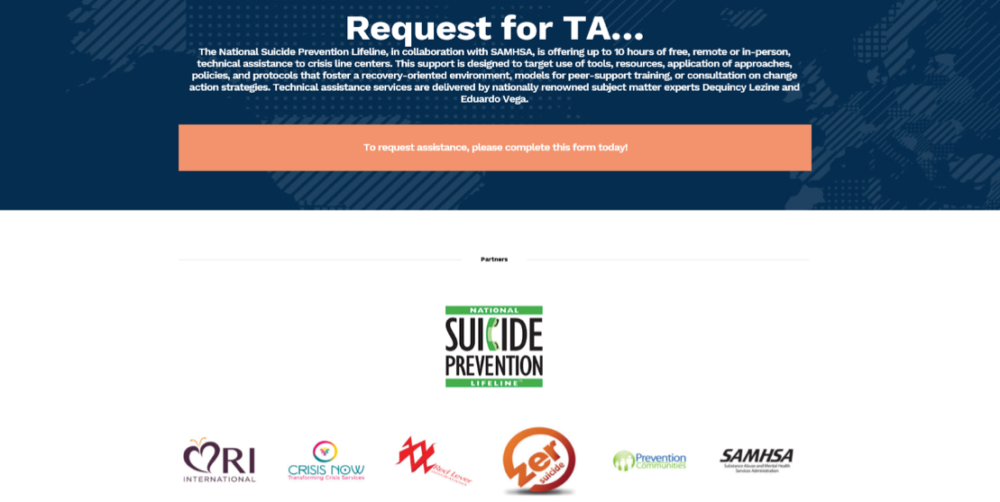 Request for TA...
The National Suicide Prevention Lifeline, in collaboration with SAMHSA, is offering up to 10 hours of free, remote or in-person,
technical assistance to crisis line centers. This support is designed to target use of tools, resources, application of approaches,
policies, and protocols that foster a recovery-oriented environment, models for peer-support training, or consultation on change
action strategies. Technical assistance services are delivered by nationally renowned subject matter experts Dequincy Lezine and
Eduardo Vega.
To request assistance, please complete this form today!
Partners
NATIONAL
SUICIDE
PREVENTION
LIFELINE™
RI
INTERNATIONAL
CRISIS NOW
Transforming Crisis Services
Red Lever
zer
suicide
Prevention
Communities
SAMHSA
Substance Abuse and Mental Health
Services Administration